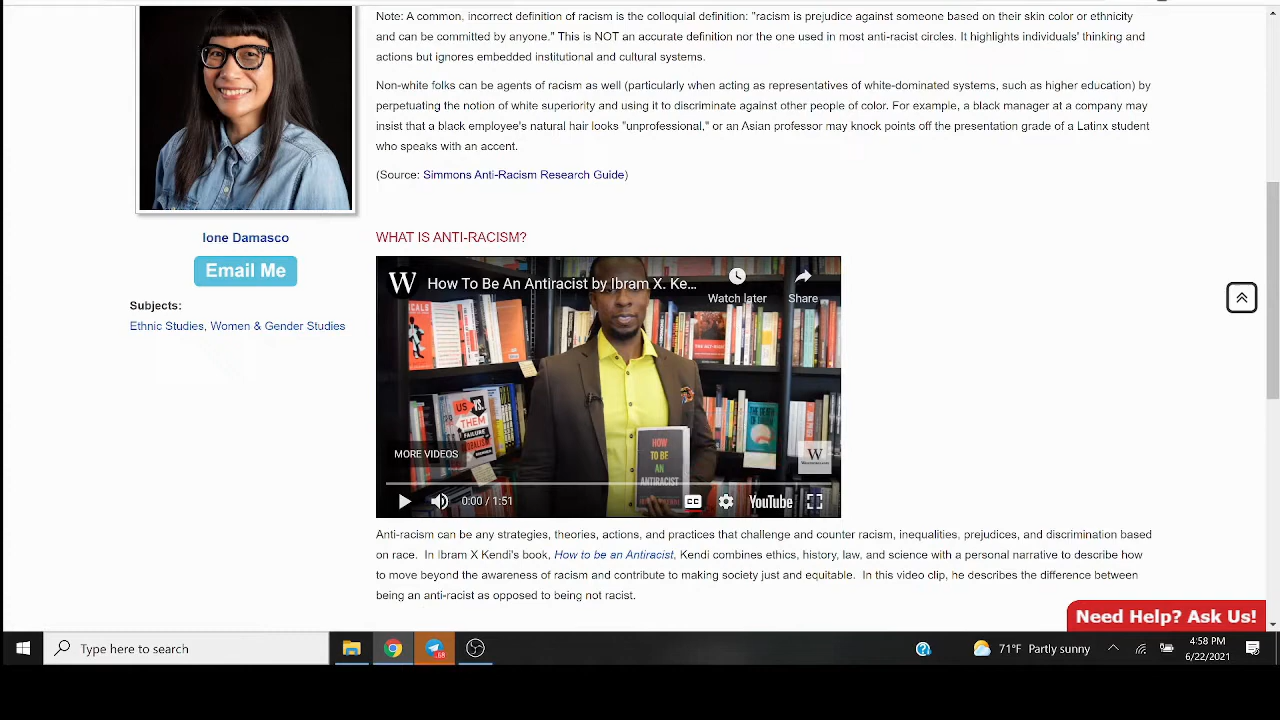 Note: A common, incorrect definition of racism is the colloquial definition: "racism is prejudice against someone based on their skin color or ethnicity
and can be committed by anyone." This is NOT an accurate definition nor the one used in most anti-racist circles. It highlights individuals' thinking and
actions but ignores embedded institutional and cultural systems.
Non-white folks can be agents of racism as well (particularly when acting as representatives of white-dominated systems, such as higher education) by
perpetuating the notion of white superiority and using it to discriminate against other people of color. For example, a black manager at a company may
insist that a black employee's natural hair looks "unprofessional," or an Asian professor may knock points off the presentation grade of a Latinx student
who speaks with an accent.
(Source: Simmons Anti-Racism Research Guide)
Ione Damasco
Email Me
Subjects:
Ethnic Studies, Women & Gender Studies
WHAT IS ANTI-RACISM?
W
How To Be An Antiracist by Ibram X. Ke...
Watch later
Share
US
THEM
FAILURE
HOW
TO BE
AN
ANTIRACIST
W
MORE VIDEOS
0:00 / 1:51
CC
YouTube
Anti-racism can be any strategies, theories, actions, and practices that challenge and counter racism, inequalities, prejudices, and discrimination based
on race. In Ibram X Kendi's book, How to be an Antiracist, Kendi combines ethics, history, law, and science with a personal narrative to describe how
to move beyond the awareness of racism and contribute to making society just and equitable. In this video clip, he describes the difference between
being an anti-racist as opposed to being not racist.
Need Help? Ask Us!
Type here to search
71°F Partly sunny
4:58 PM
6/22/2021